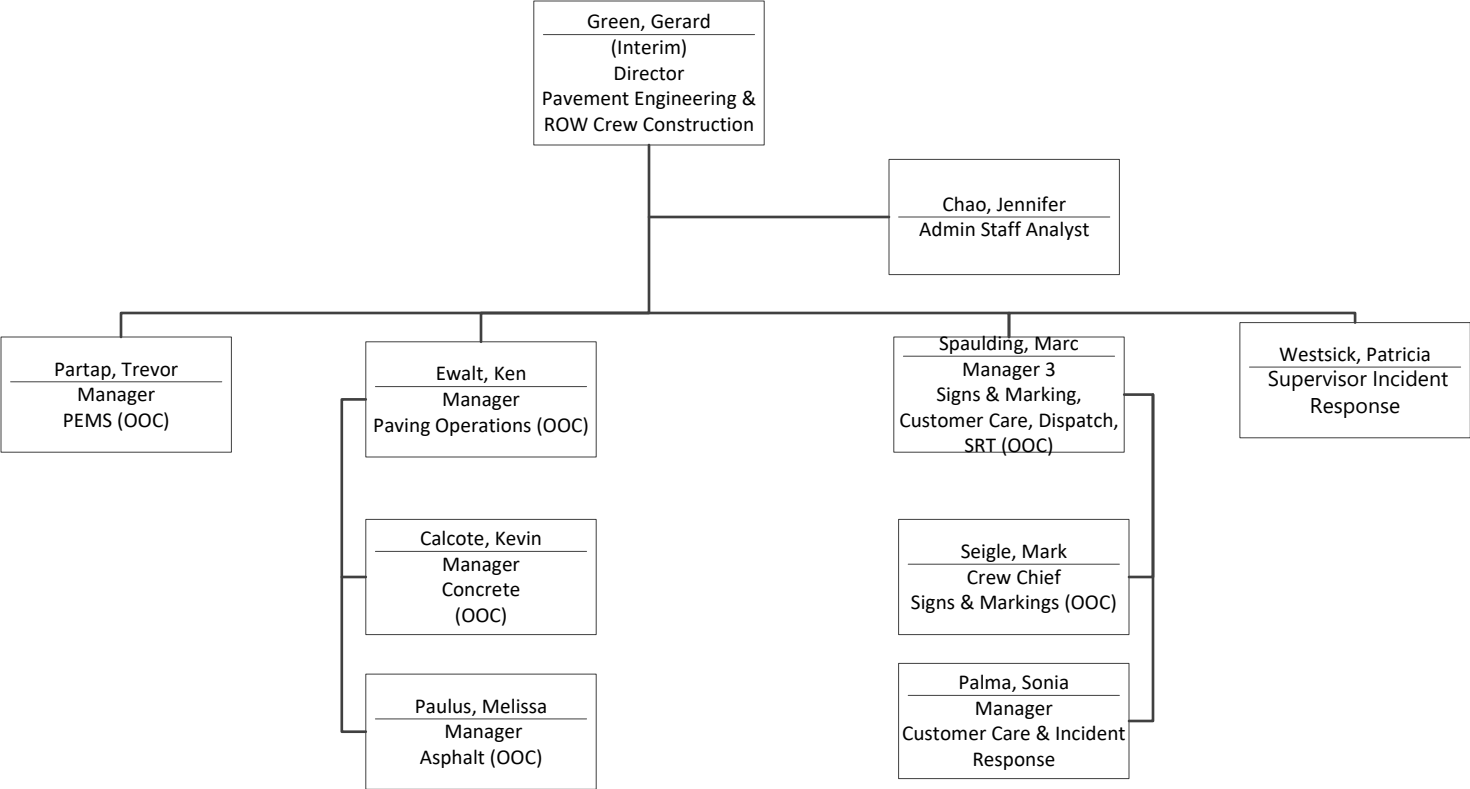 Green, Gerard
(Interim)
Director
Pavement Engineering &
ROW Crew Construction
Chao, Jennifer
Admin Staff Analyst
Partap, Trevor
Manager
PEMS (OOC)
Ewalt, Ken
Manager
Paving Operations (OOC)
Spaulding, Marc
Manager 3
Signs & Marking,
Customer Care, Dispatch,
SRT (OOC)
Westsick, Patricia
Supervisor Incident
Response
Calcote, Kevin
Manager
Concrete
(OOC)
Seigle, Mark
Crew Chief
Signs & Markings (OOC)
Paulus, Melissa
Manager
Asphalt (OOC)
Palma, Sonia
Manager
Customer Care & Incident
Response